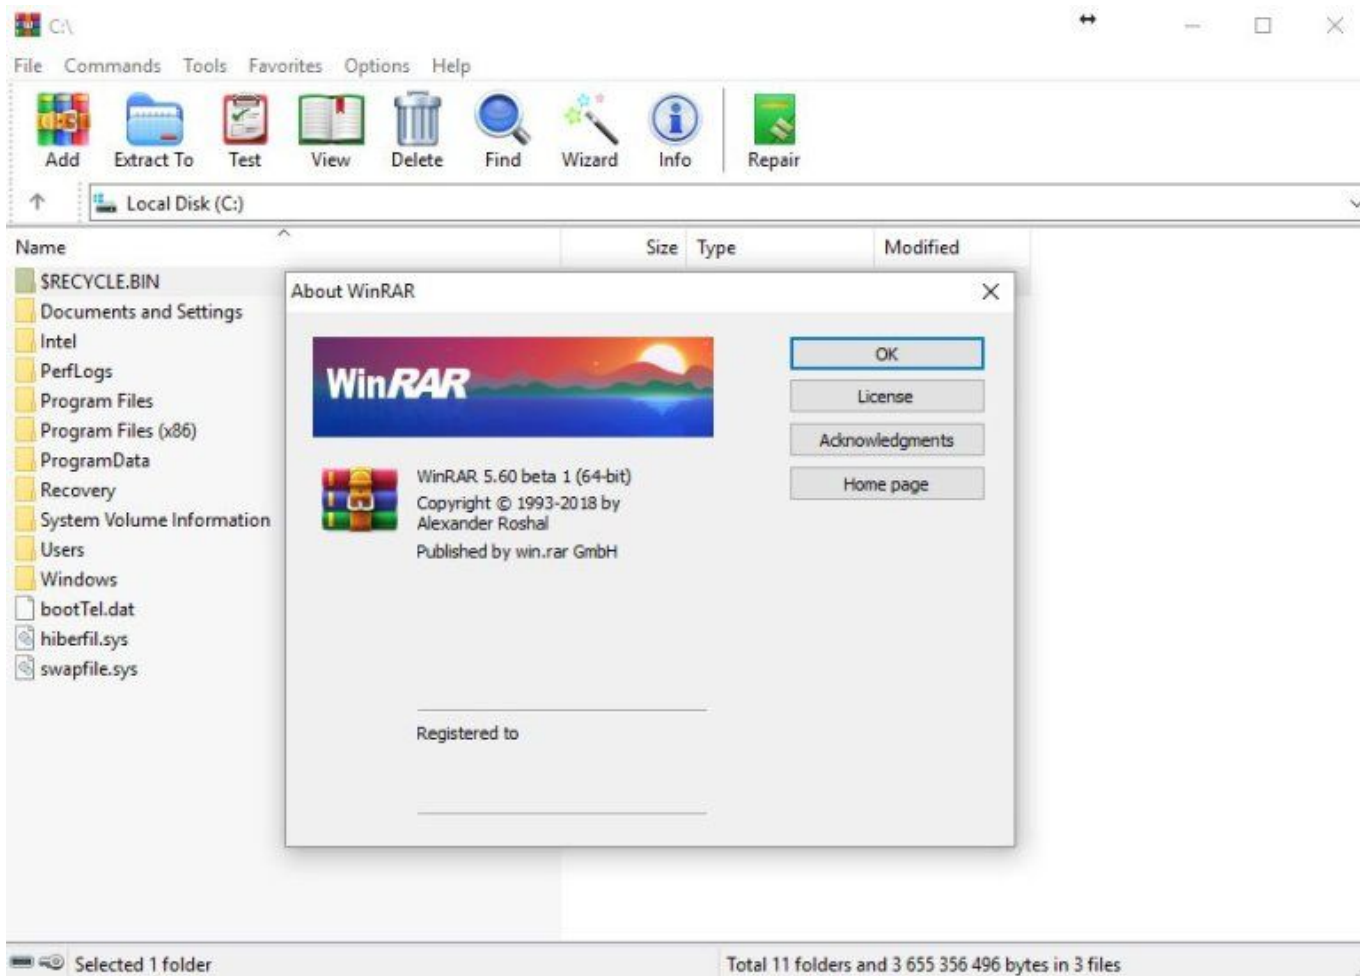 C:\
File Commands Tools Favorites Options Help
Add Extract To Test View Delete Find Wizard Info Repair
Local Disk (C:)
Name Size Type Modified
$RECYCLE.BIN
Documents and Settings
Intel
PerfLogs
Program Files
Program Files (x86)
ProgramData
Recovery
System Volume Information
Users
Windows
bootTel.dat
hiberfil.sys
swapfile.sys
About WinRAR
WinRAR
WinRAR 5.60 beta 1 (64-bit)
Copyright © 1993-2018 by
Alexander Roshal
Published by win.rar GmbH
Registered to
OK
License
Acknowledgments
Home page
Selected 1 folder
Total 11 folders and 3 655 356 496 bytes in 3 files